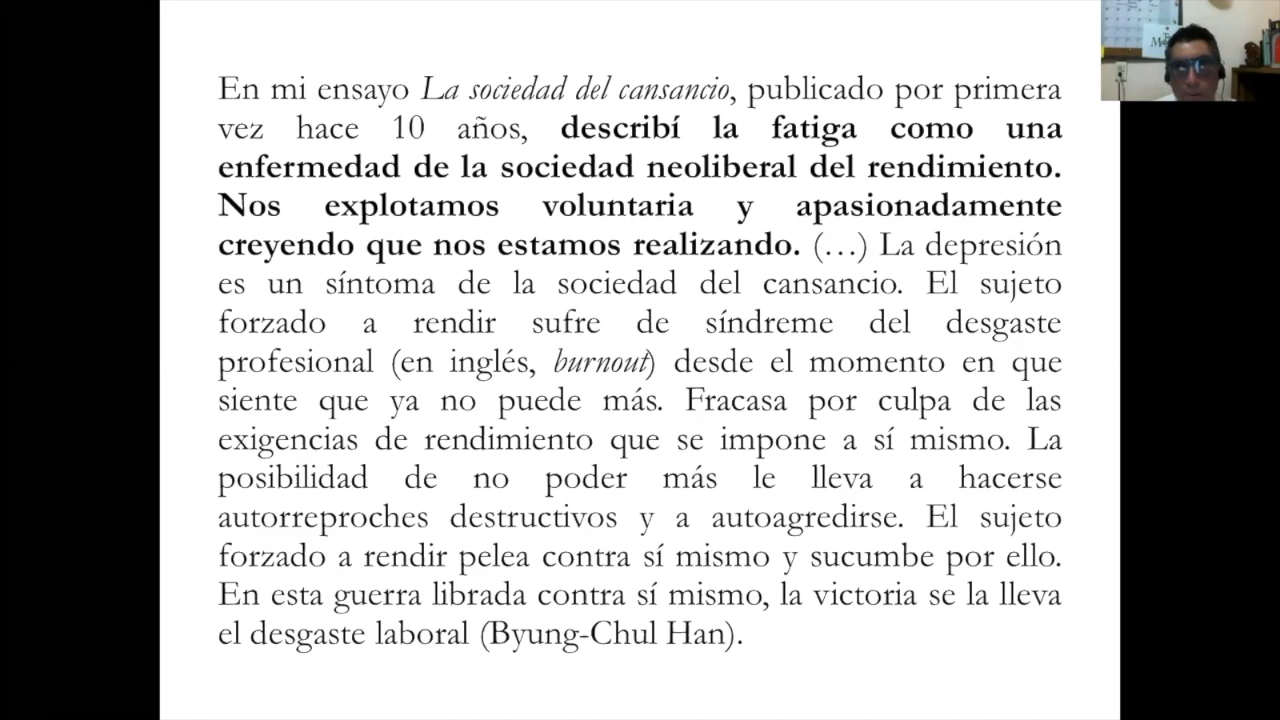 En mi ensayo La sociedad del cansancio, publicado por primera
vez hace 10 años, describí la fatiga como una
enfermedad de la sociedad neoliberal del rendimiento.
Nos explotamos voluntaria y apasionadamente
creyendo que nos estamos realizando. (…) La depresión
es un síntoma de la sociedad del cansancio. El sujeto
forzado a rendir sufre de síndreme del desgaste
profesional (en inglés, burnout) desde el momento en que
siente que ya no puede más. Fracasa por culpa de las
exigencias de rendimiento que se impone a sí mismo. La
posibilidad de no poder más le lleva a hacerse
autorreproches destructivos y a autoagredirse. El sujeto
forzado a rendir pelea contra sí mismo y sucumbe por ello.
En esta guerra librada contra sí mismo, la victoria se la lleva
el desgaste laboral (Byung-Chul Han).